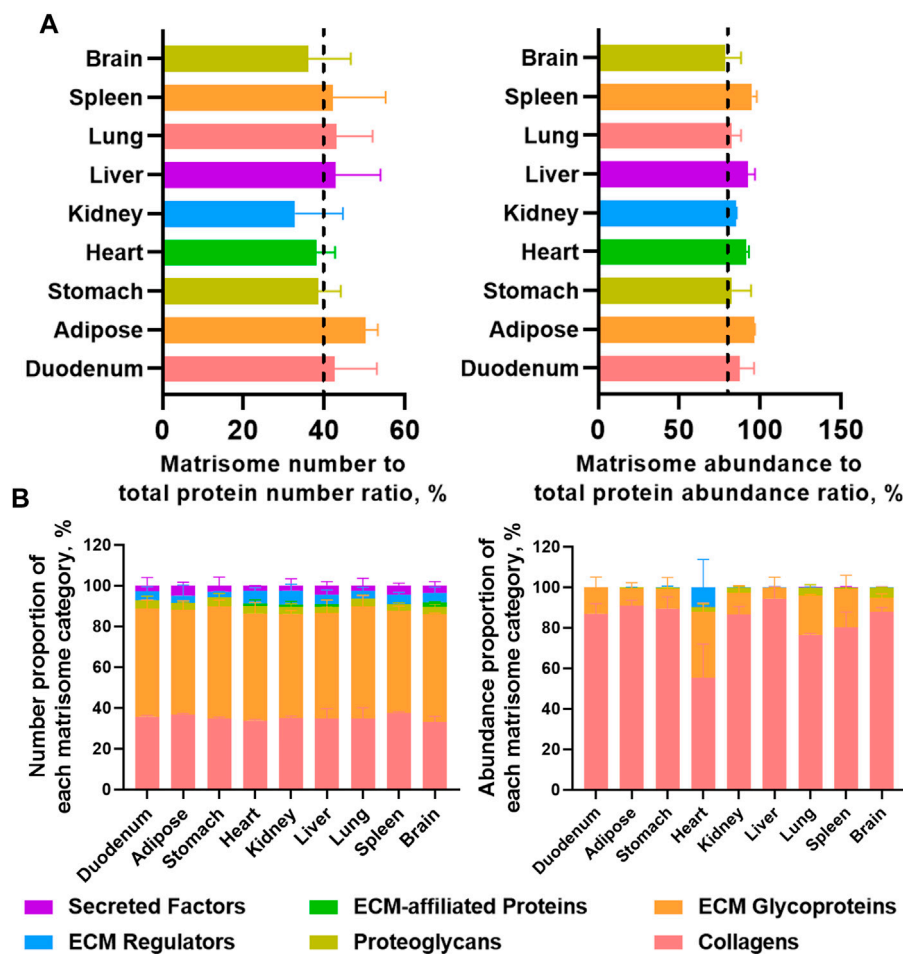 A
Brain
Spleen
Lung
Liver
Kidney
Heart
Stomach
Adipose
Duodenum
0 20 40 60
Matrisome number to
total protein number ratio, %
Brain
Spleen
Lung
Liver
Kidney
Heart
Stomach
Adipose
Duodenum
0 50 100 150
Matrisome abundance to
total protein abundance ratio, %
B
Number proportion of
each matrisome category, %
120
100
80
60
40
20
0
Duodenum
Adipose
Stomach
Heart
Kidney
Liver
Lung
Spleen
Brain
Abundance proportion of
each matrisome category, %
120
100
80
60
40
20
0
Duodenum
Adipose
Stomach
Heart
Kidney
Liver
Lung
Spleen
Brain
Secreted Factors
ECM-affiliated Proteins
ECM Glycoproteins
ECM Regulators
Proteoglycans
Collagens